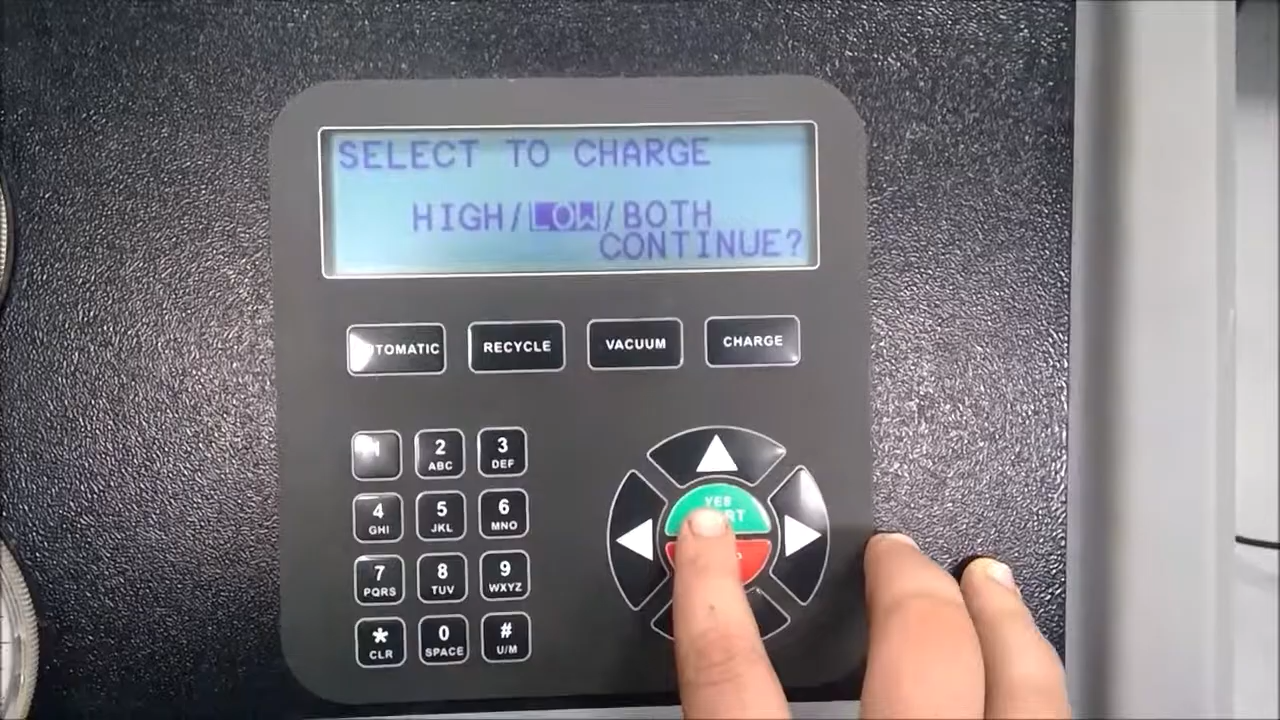 SELECT TO CHARGE
HIGH/LOW/BOTH
CONTINUE?
RECYCLE
VACUUM
CHARGE
2
ABC
3
DEF
4
GHI
5
JKL
6
MNO
7
PQRS
8
TUV
9
WXYZ
*
CLR
0
SPACE
#
U/M
YES